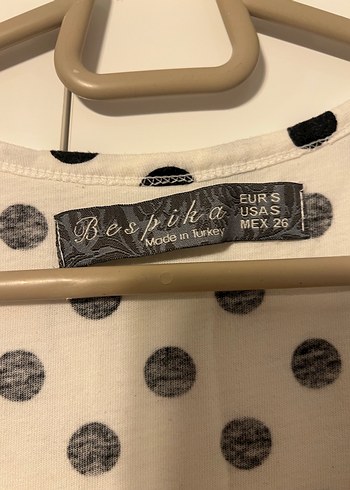 Bespika
Made in Turkey
EUR S
USA S
MEX 26